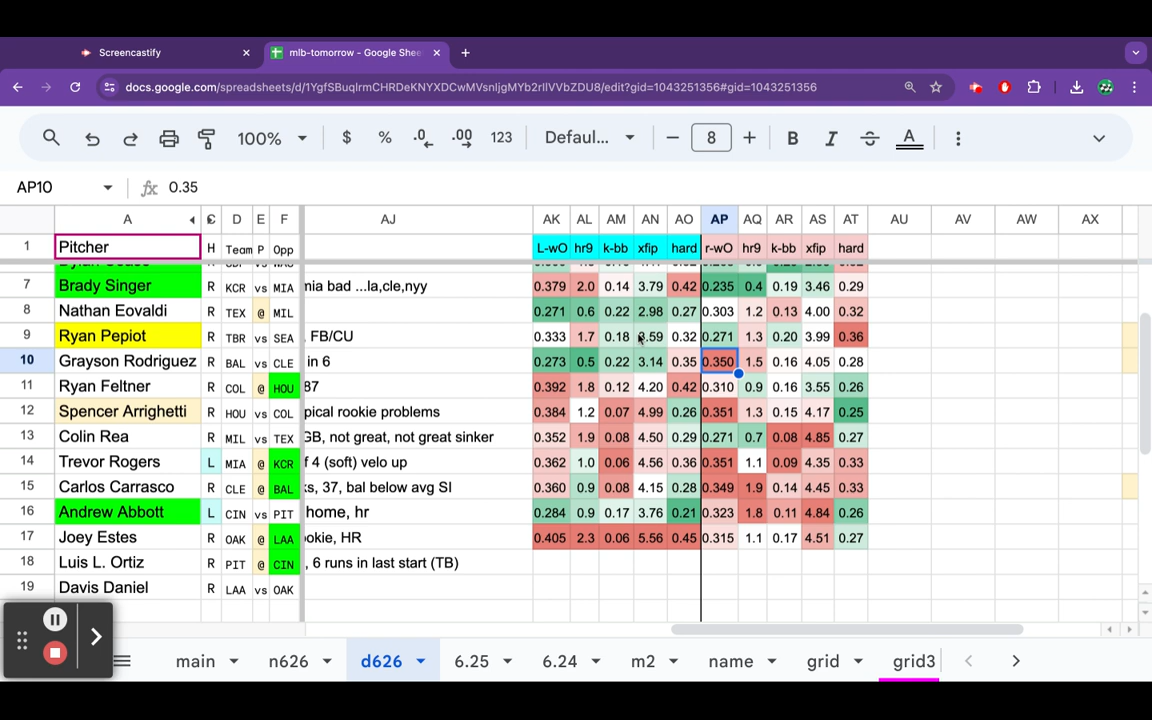 Screencastify
mlb-tomorrow - Google Shee
docs.google.com/spreadsheets/d/1YgfSBuqlrmCHRDeKNYXDCwMVsnIjgMYb2rIlVVbZDU8/edit?gid=1043251356#gid=1043251356
100% $ % .0 .00 123 Defaul... 8 B I A
AP10 fx 0.35
A C D E F AJ AK AL AM AN AO AP AQ AR AS AT AU AV AW AX
1 Pitcher H Team P Opp L-wO hr9 k-bb xfip hard r-wO hr9 k-bb xfip hard
7 Brady Singer R KCR vs MIA nia bad ...la,cle,nyy 0.379 2.0 0.14 3.79 0.42 0.235 0.4 0.19 3.46 0.29
8 Nathan Eovaldi R TEX @ MIL 0.271 0.6 0.22 2.98 0.27 0.303 1.2 0.13 4.00 0.32
9 Ryan Pepiot R TBR vs SEA . FB/CU 0.333 1.7 0.18 3.59 0.32 0.271 1.3 0.20 3.99 0.36
10 Grayson Rodriguez R BAL vs CLE in 6 0.273 0.5 0.22 3.14 0.35 0.350 1.5 0.16 4.05 0.28
11 Ryan Feltner R COL @ HOU 87 0.392 1.8 0.12 4.20 0.42 0.310 0.9 0.16 3.55 0.26
12 Spencer Arrighetti R HOU vs COL pical rookie problems 0.384 1.2 0.07 4.99 0.26 0.351 1.3 0.15 4.17 0.25
13 Colin Rea R MIL vs TEX GB, not great, not great sinker 0.352 1.9 0.08 4.50 0.29 0.271 0.7 0.08 4.85 0.27
14 Trevor Rogers L MIA @ KCR f 4 (soft) velo up 0.362 1.0 0.06 4.56 0.36 0.351 1.1 0.09 4.35 0.33
15 Carlos Carrasco R CLE @ BAL ks, 37, bal below avg SI 0.360 0.9 0.08 4.15 0.28 0.349 1.9 0.14 4.45 0.33
16 Andrew Abbott L CIN vs PIT home, hr 0.284 0.9 0.17 3.76 0.21 0.323 1.8 0.11 4.84 0.26
17 Joey Estes R OAK @ LAA okie, HR 0.405 2.3 0.06 5.56 0.45 0.315 1.1 0.17 4.51 0.27
18 Luis L. Ortiz R PIT @ CIN , 6 runs in last start (TB)
19 Davis Daniel R LAA vs OAK
main n626 d626 6.25 6.24 m2 name grid grid3